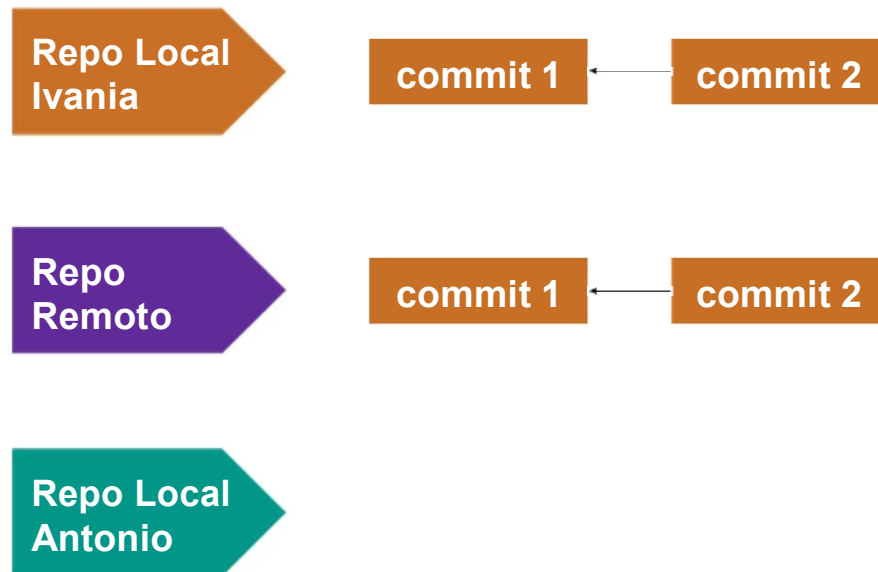 Repo Local
Ivania
commit 1
commit 2
Repo
Remoto
commit 1
commit 2
Repo Local
Antonio